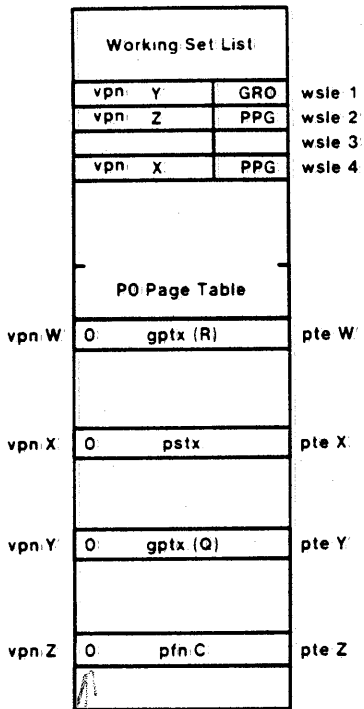 Working Set List
vpn Y GRO wsle 1
vpn Z PPG wsle 2
wsle 3
vpn X PPG wsle 4
P0 Page Table
vpn W 0 gptx (R) pte W
vpn X 0 pstx pte X
vpn Y 0 gptx (Q) pte Y
vpn Z 0 pfn C pte Z